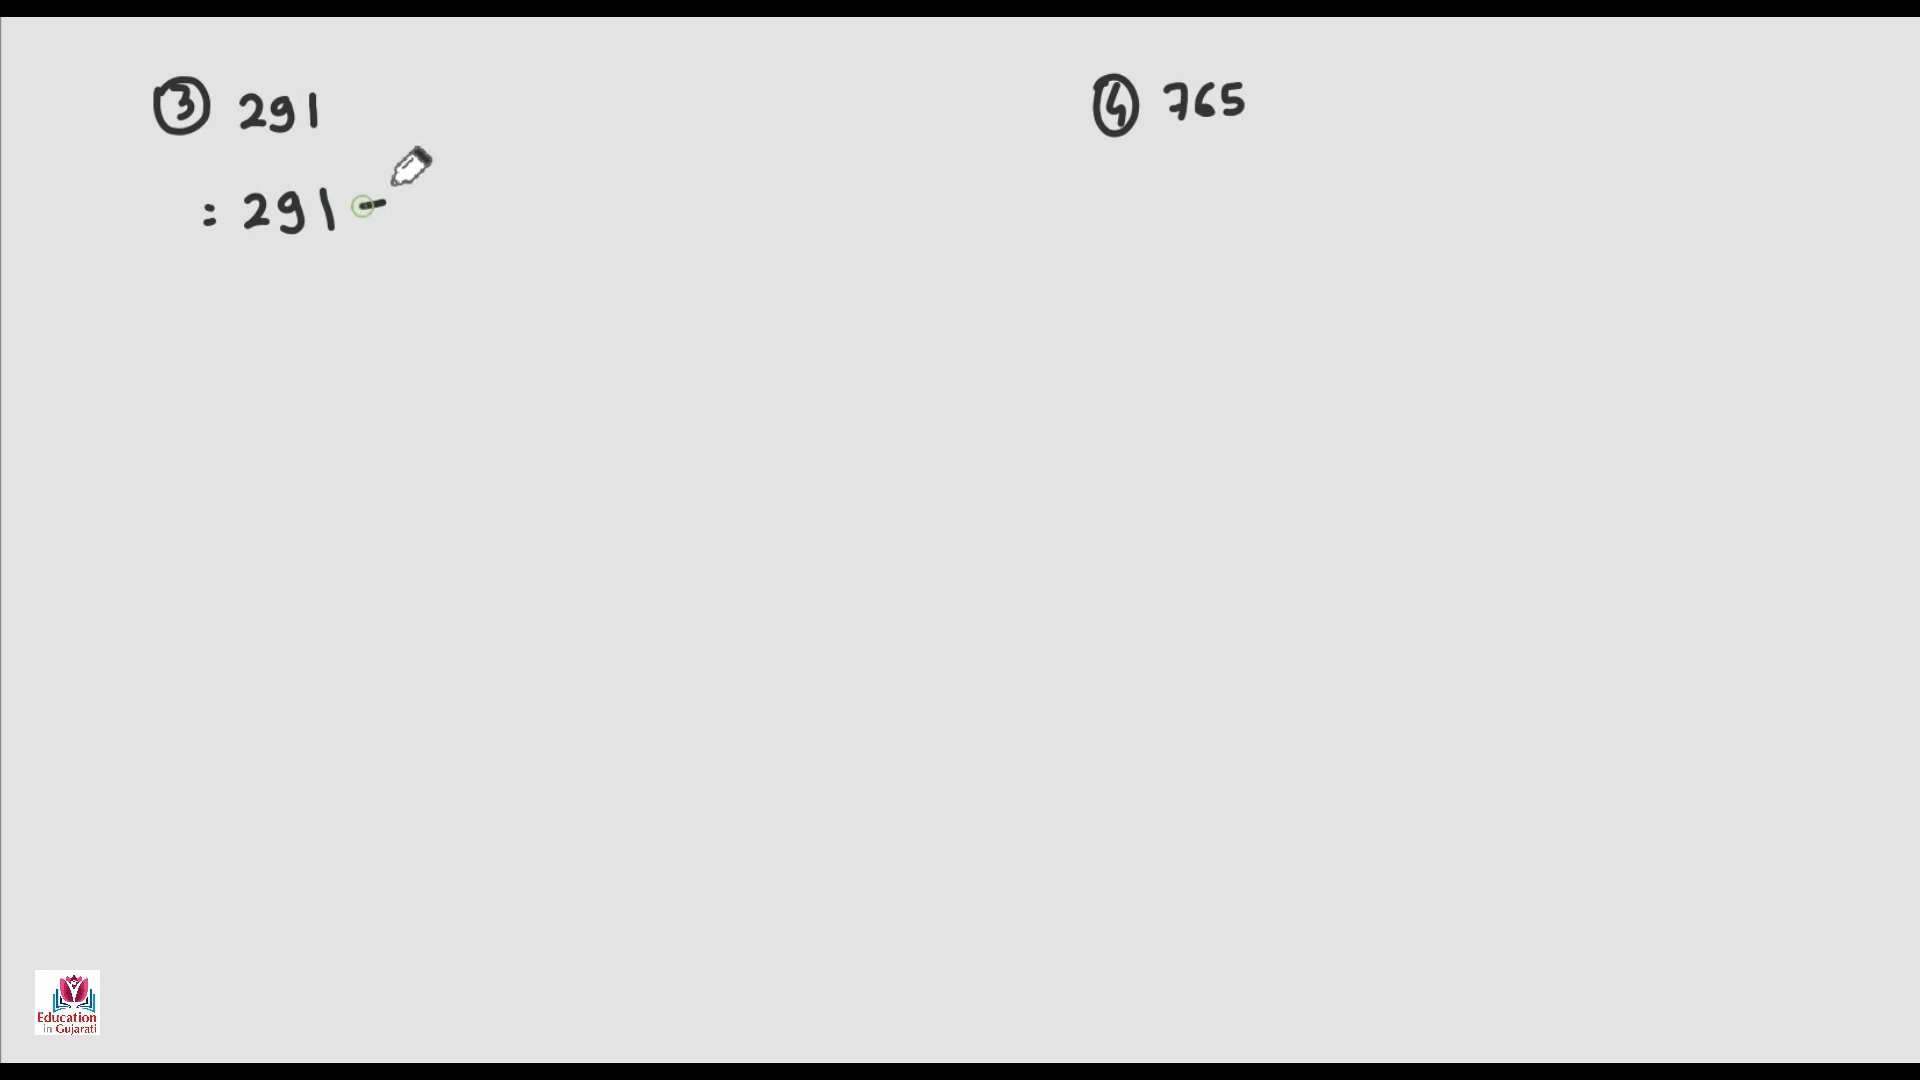 ③ 291
= 291 -
④ 765
Education
in Gujarati